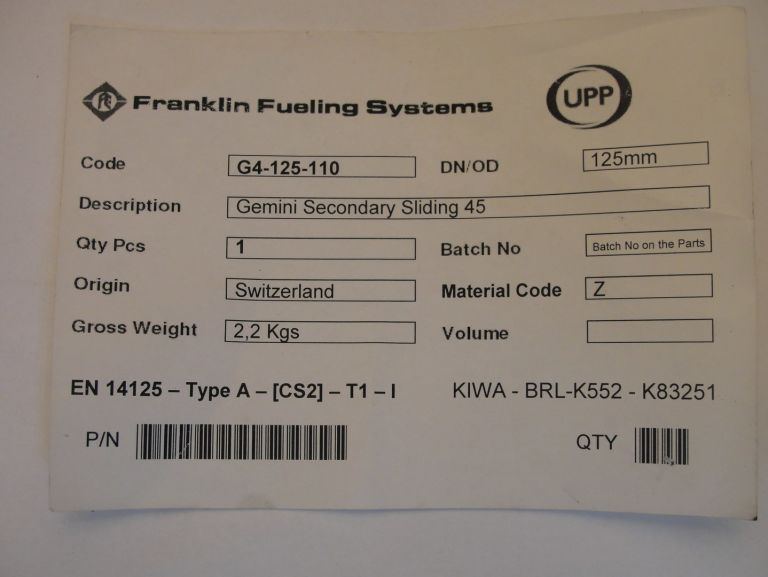 Franklin Fueling Systems UPP
Code G4-125-110 DN/OD 125mm
Description Gemini Secondary Sliding 45
Qty Pcs 1 Batch No Batch No on the Parts
Origin Switzerland Material Code Z
Gross Weight 2,2 Kgs Volume
EN 14125 – Type A – [CS2] – T1 – I KIWA - BRL-K552 - K83251
P/N QTY